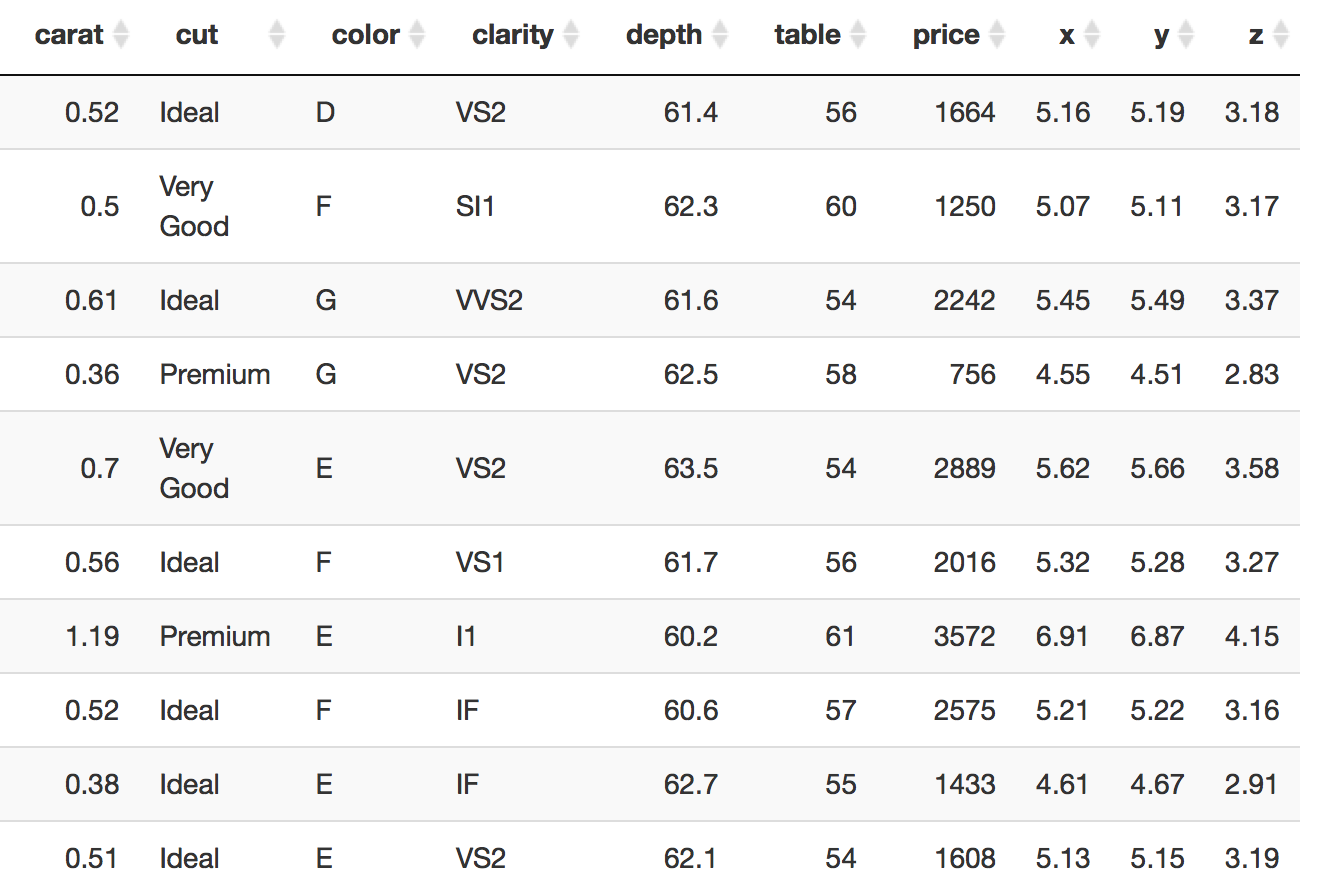 carat cut color clarity depth table price x y z
0.52 Ideal D VS2 61.4 56 1664 5.16 5.19 3.18
0.5 Very Good F SI1 62.3 60 1250 5.07 5.11 3.17
0.61 Ideal G VVS2 61.6 54 2242 5.45 5.49 3.37
0.36 Premium G VS2 62.5 58 756 4.55 4.51 2.83
0.7 Very Good E VS2 63.5 54 2889 5.62 5.66 3.58
0.56 Ideal F VS1 61.7 56 2016 5.32 5.28 3.27
1.19 Premium E I1 60.2 61 3572 6.91 6.87 4.15
0.52 Ideal F IF 60.6 57 2575 5.21 5.22 3.16
0.38 Ideal E IF 62.7 55 1433 4.61 4.67 2.91
0.51 Ideal E VS2 62.1 54 1608 5.13 5.15 3.19